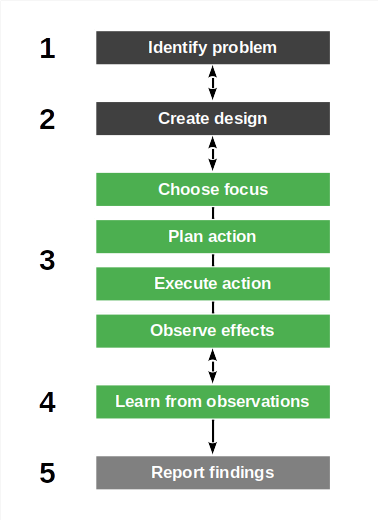 1
Identify problem
2
Create design
Choose focus
Plan action
3
Execute action
Observe effects
4
Learn from observations
5
Report findings